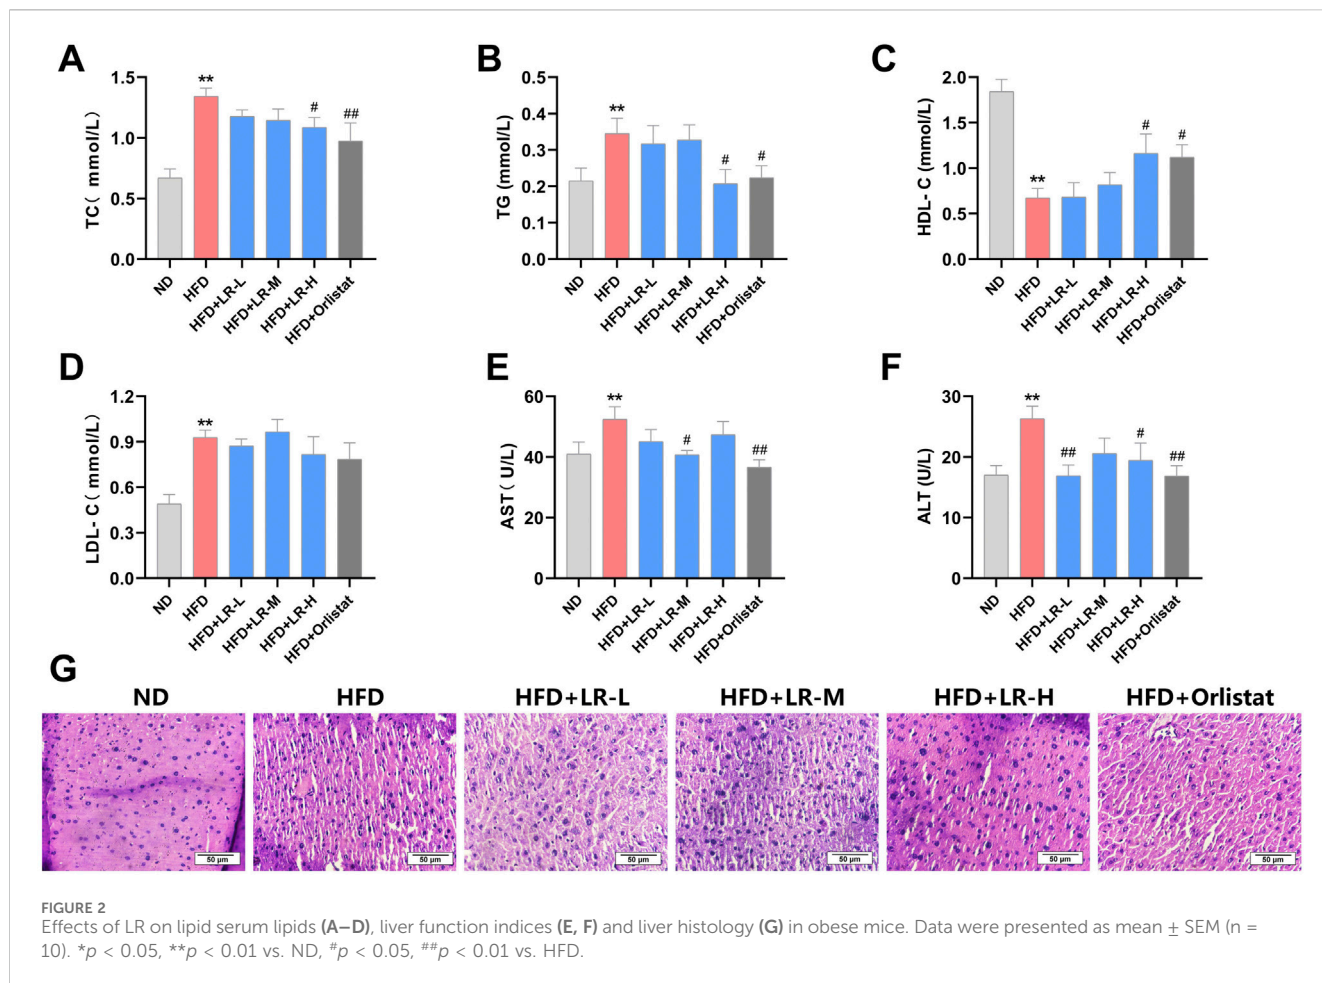 A
B
C
TC( mmol/L)
1.5
1.0
0.5
0.0
**
#
##
ND
HFD
HFD+LR-L
HFD+LR-M
HFD+LR-H
HFD+Orlistat
TG (mmol/L)
0.5
0.4
0.3
0.2
0.1
0.0
**
#
#
ND
HFD
HFD+LR-L
HFD+LR-M
HFD+LR-H
HFD+Orlistat
HDL- C (mmol/L)
2.0
1.5
1.0
0.5
0.0
**
#
#
ND
HFD
HFD+LR-L
HFD+LR-M
HFD+LR-H
HFD+Orlistat
D
E
F
LDL- C( mmol/L)
1.2
0.9
0.6
0.3
0.0
**
ND
HFD
HFD+LR-L
HFD+LR-M
HFD+LR-H
HFD+Orlistat
AST( U/L)
60
40
20
0
**
#
##
ND
HFD
HFD+LR-L
HFD+LR-M
HFD+LR-H
HFD+Orlistat
ALT (U/L)
30
20
10
0
**
##
#
##
ND
HFD
HFD+LR-L
HFD+LR-M
HFD+LR-H
HFD+Orlistat
G
ND HFD HFD+LR-L HFD+LR-M HFD+LR-H HFD+Orlistat
50 μm 50 μm 50 μm 50 μm 50 μm 50 μm
FIGURE 2
Effects of LR on lipid serum lipids (A–D), liver function indices (E, F) and liver histology (G) in obese mice. Data were presented as mean ± SEM (n =
10). *p < 0.05, **p < 0.01 vs. ND, #p < 0.05, ##p < 0.01 vs. HFD.